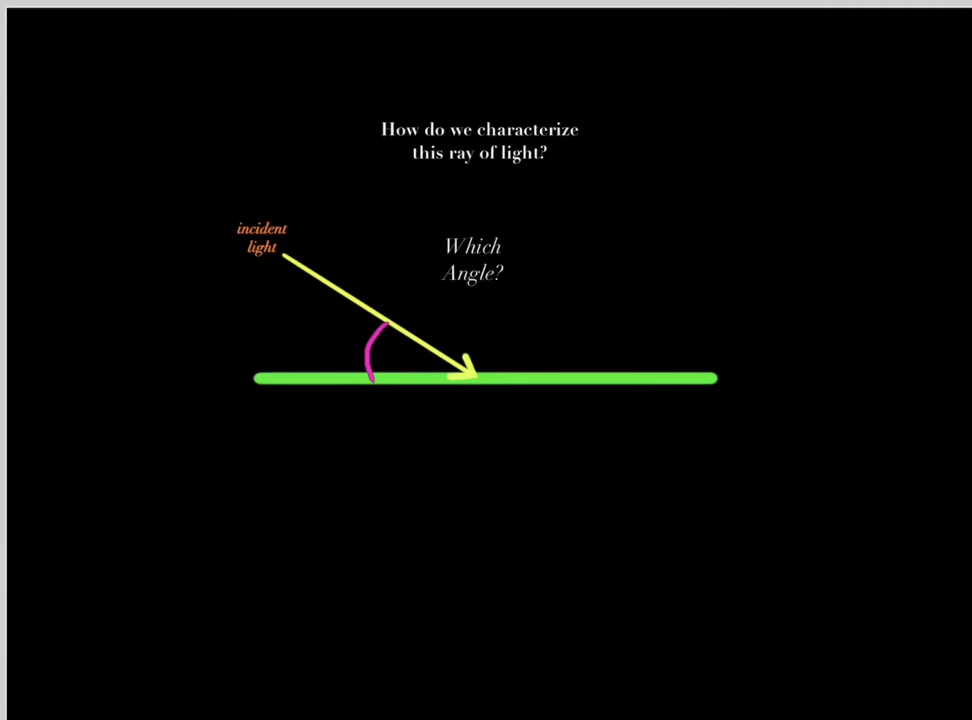 How do we characterize
this ray of light?
incident
light
Which
Angle?